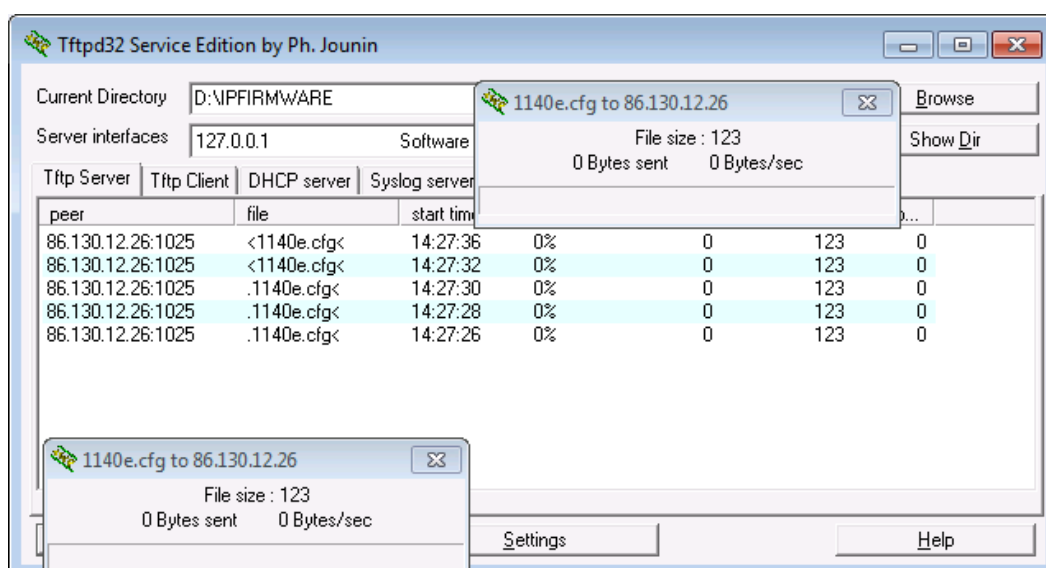 Tftpd32 Service Edition by Ph. Jounin
Current Directory D:\IPFIRMWARE Browse
Server interfaces 127.0.0.1 Software Show Dir
1140e.cfg to 86.130.12.26
File size : 123
0 Bytes sent 0 Bytes/sec
Tftp Server Tftp Client DHCP server Syslog server
peer file start time
86.130.12.26:1025 <1140e.cfg< 14:27:36 0% 0 123 0
86.130.12.26:1025 <1140e.cfg< 14:27:32 0% 0 123 0
86.130.12.26:1025 .1140e.cfg< 14:27:30 0% 0 123 0
86.130.12.26:1025 .1140e.cfg< 14:27:28 0% 0 123 0
86.130.12.26:1025 .1140e.cfg< 14:27:26 0% 0 123 0
1140e.cfg to 86.130.12.26
File size : 123
0 Bytes sent 0 Bytes/sec
Settings Help